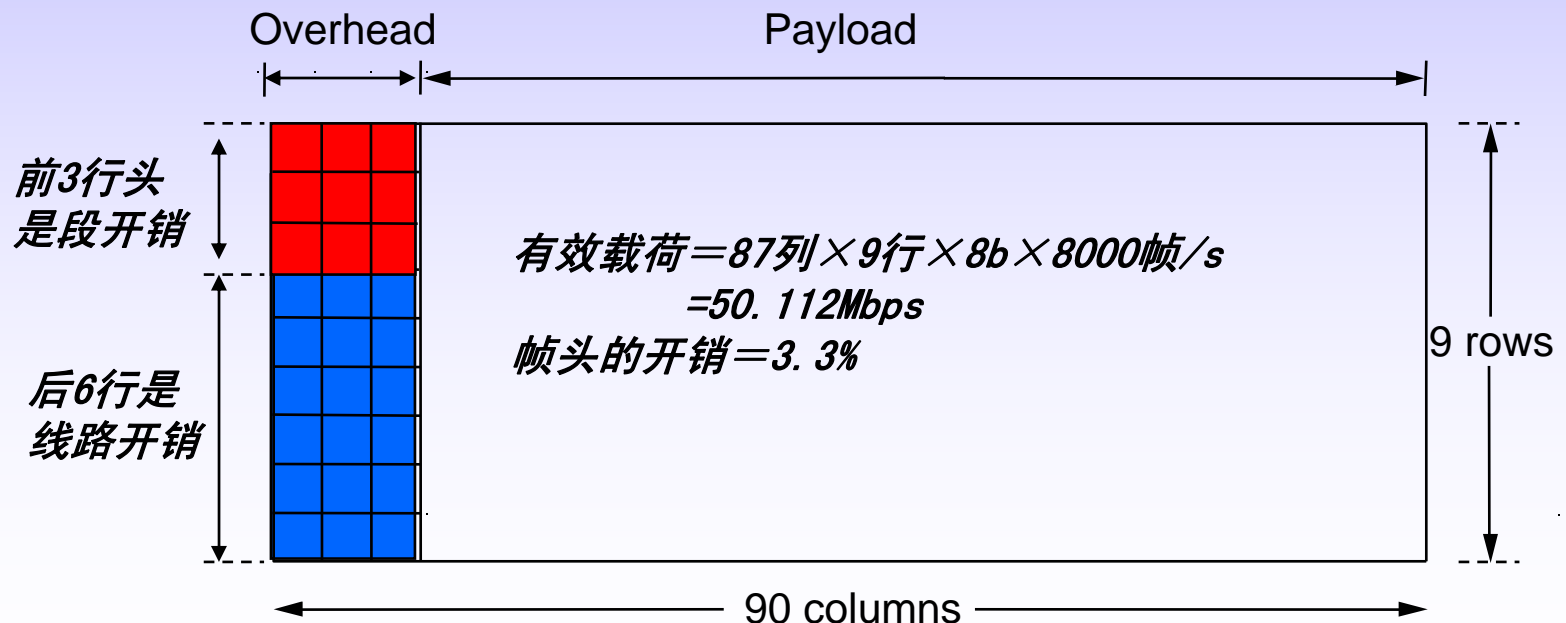 Overhead
Payload
前3行头
是段开销
有效载荷＝87列×9行×8b×8000帧/s
=50.112Mbps
帧头的开销＝3.3%
9 rows
后6行是
线路开销
90 columns